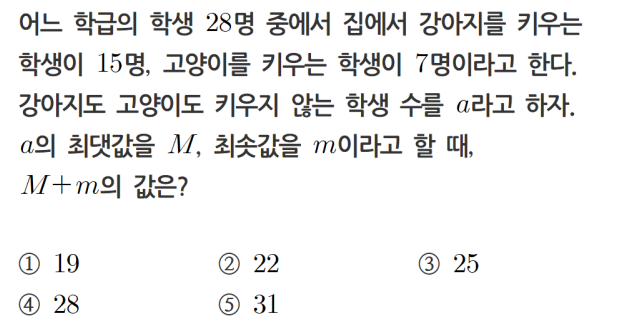 어느 학급의 학생 28명 중에서 집에서 강아지를 키우는
학생이 15명, 고양이를 키우는 학생이 7명이라고 한다.
강아지도 고양이도 키우지 않는 학생 수를 a라고 하자.
a의 최댓값을 M, 최솟값을 m이라고 할 때,
M+m의 값은?
① 19 ② 22 ③ 25
④ 28 ⑤ 31